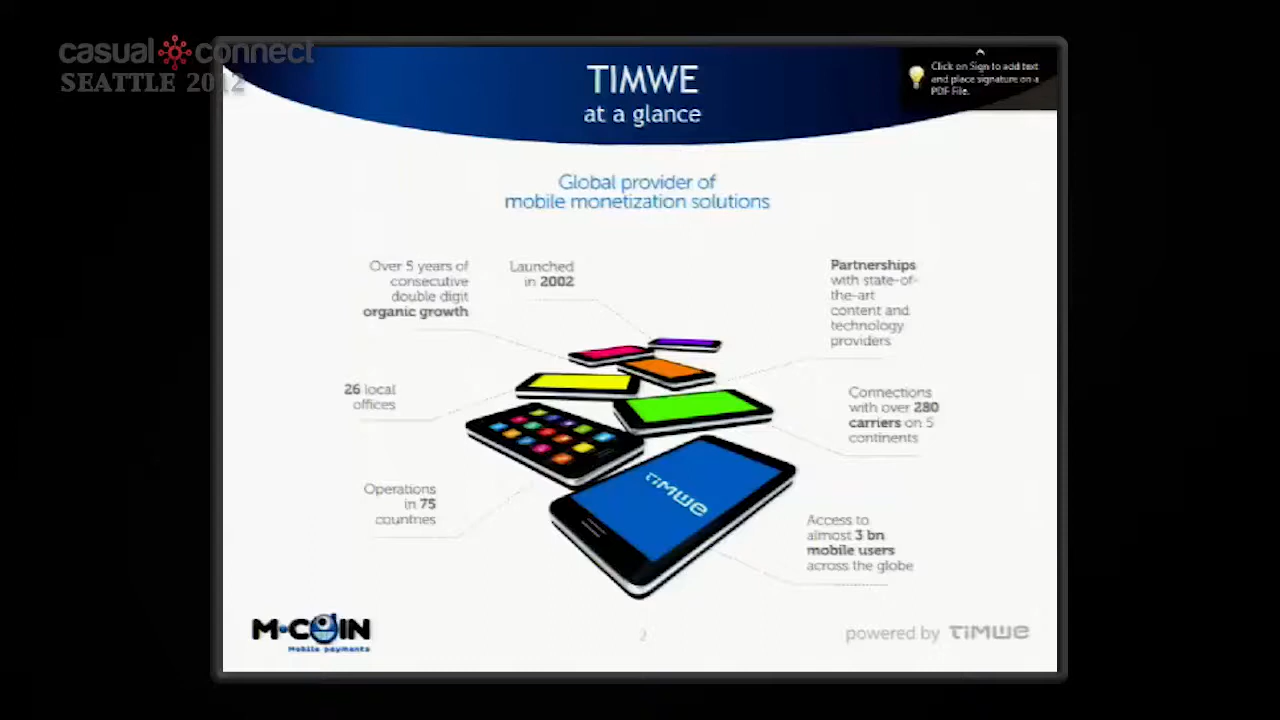 casual connect
SEATTLE 2012
TIMWE
at a glance
Click on Sign to add text
and place signature on a
PDF File.
Global provider of
mobile monetization solutions
Over 5 years of
consecutive
double digit
organic growth
Launched
in 2002
Partnerships
with state-of-
the-art
content and
technology
providers
26 local
offices
Connections
with over 280
carriers on 5
continents
Operations
in 75
countries
TIMWE
Access to
almost 3 bn
mobile users
across the globe
M•COIN
Mobile payments
2
powered by TIMWE